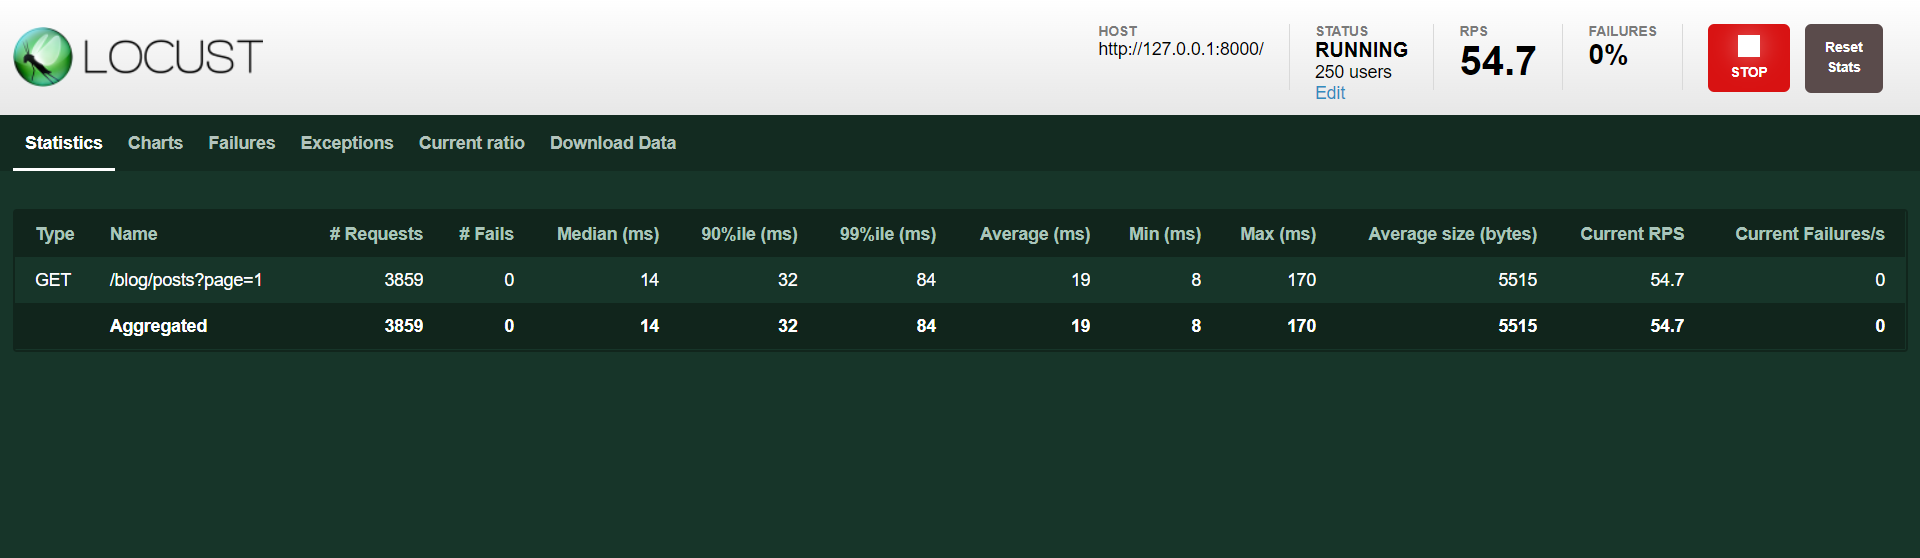 LOCUST
HOST
http://127.0.0.1:8000/
STATUS
RUNNING
250 users
Edit
RPS
54.7
FAILURES
0%
STOP
Reset
Stats
Statistics Charts Failures Exceptions Current ratio Download Data
Type Name # Requests # Fails Median (ms) 90%ile (ms) 99%ile (ms) Average (ms) Min (ms) Max (ms) Average size (bytes) Current RPS Current Failures/s
GET /blog/posts?page=1 3859 0 14 32 84 19 8 170 5515 54.7 0
Aggregated 3859 0 14 32 84 19 8 170 5515 54.7 0